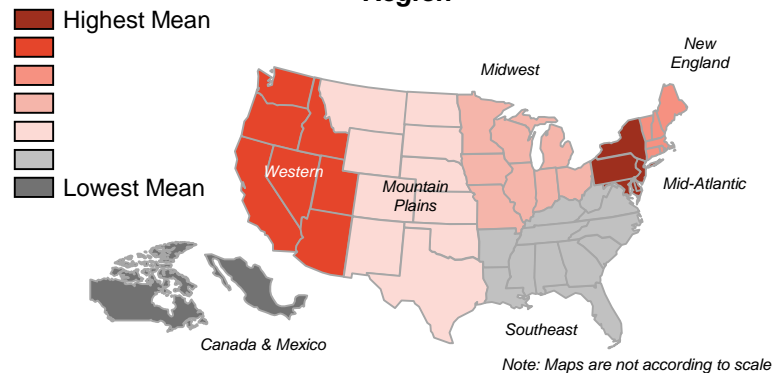 Region
Highest Mean
Lowest Mean
Midwest
New
England
Western
Mountain
Plains
Mid-Atlantic
Southeast
Canada & Mexico
Note: Maps are not according to scale